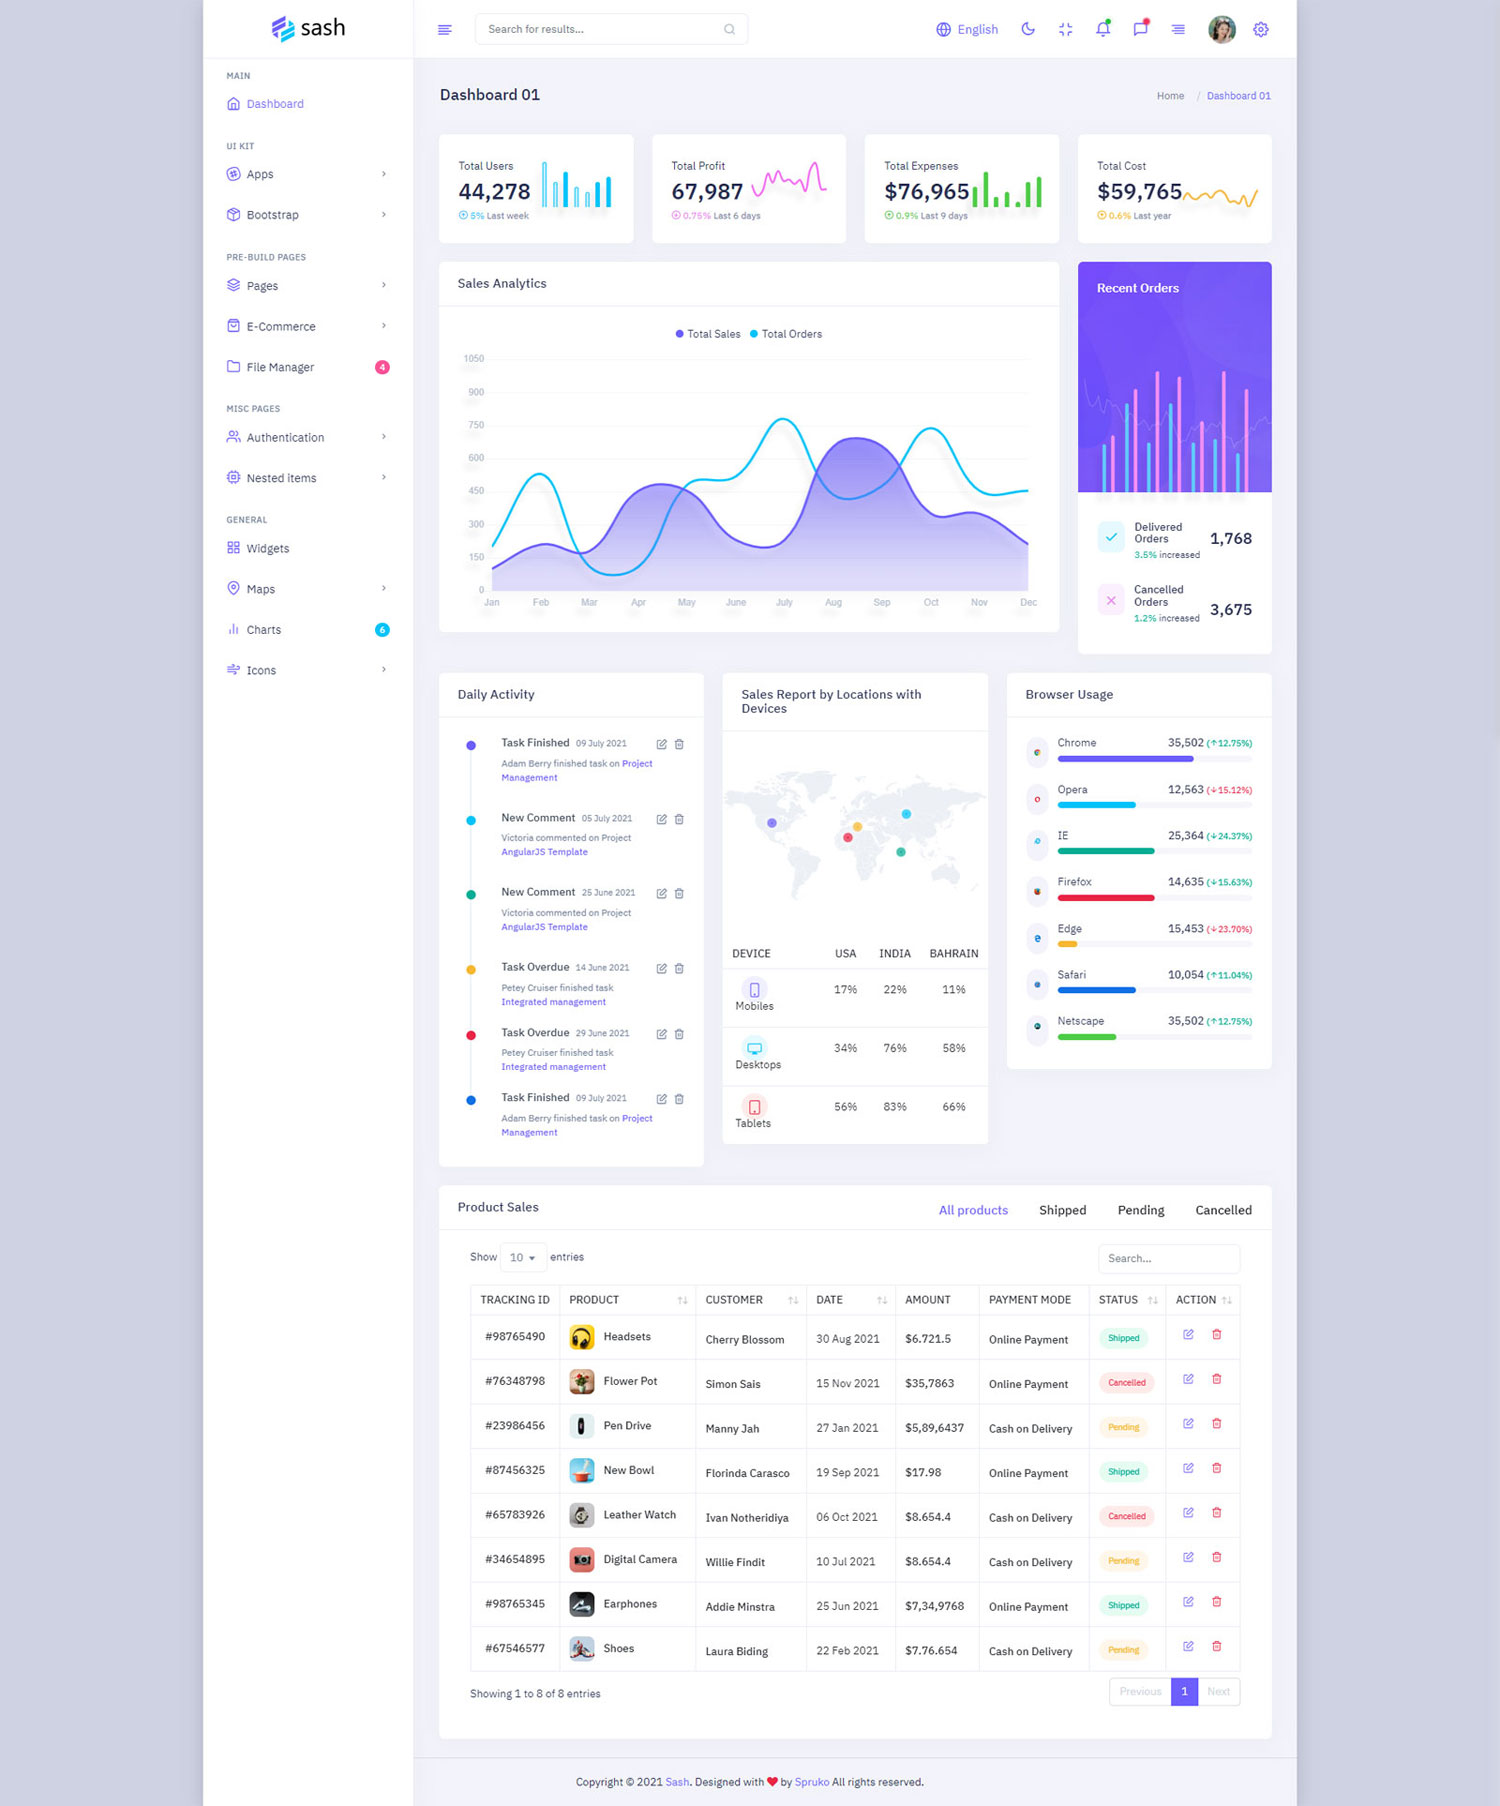 sash
Search for results...
English
MAIN
Dashboard
UI KIT
Apps
Bootstrap
PRE-BUILD PAGES
Pages
E-Commerce
File Manager 4
MISC PAGES
Authentication
Nested items
GENERAL
Widgets
Maps
Charts 6
Icons
Dashboard 01
Home / Dashboard 01
Total Users
44,278
5% Last week
Total Profit
67,987
0.75% Last 6 days
Total Expenses
$76,965
0.9% Last 9 days
Total Cost
$59,765
0.6% Last year
Sales Analytics
Total Sales Total Orders
1050
900
750
600
450
300
150
0
Jan Feb Mar Apr May June July Aug Sep Oct Nov Dec
Recent Orders
Delivered
Orders
3.5% increased
1,768
Cancelled
Orders
1.2% increased
3,675
Daily Activity
Task Finished 09 July 2021
Adam Berry finished task on Project
Management
New Comment 05 July 2021
Victoria commented on Project
AngularJS Template
New Comment 25 June 2021
Victoria commented on Project
AngularJS Template
Task Overdue 14 June 2021
Petey Cruiser finished task
Integrated management
Task Overdue 29 June 2021
Petey Cruiser finished task
Integrated management
Task Finished 09 July 2021
Adam Berry finished task on Project
Management
Sales Report by Locations with
Devices
DEVICE USA INDIA BAHRAIN
Mobiles 17% 22% 11%
Desktops 34% 76% 58%
Tablets 56% 83% 66%
Browser Usage
Chrome 35,502 (↑12.75%)
Opera 12,563 (↓15.12%)
IE 25,364 (↓24.37%)
Firefox 14,635 (↑15.63%)
Edge 15,453 (↓23.70%)
Safari 10,054 (↑11.04%)
Netscape 35,502 (↑12.75%)
Product Sales
All products Shipped Pending Cancelled
Show 10 entries
Search...
TRACKING ID PRODUCT CUSTOMER DATE AMOUNT PAYMENT MODE STATUS ACTION
#98765490 Headsets Cherry Blossom 30 Aug 2021 $6.721.5 Online Payment Shipped
#76348798 Flower Pot Simon Sais 15 Nov 2021 $35,7863 Online Payment Cancelled
#23986456 Pen Drive Manny Jah 27 Jan 2021 $5,89,6437 Cash on Delivery Pending
#87456325 New Bowl Florinda Carasco 19 Sep 2021 $17.98 Online Payment Shipped
#65783926 Leather Watch Ivan Notheridiya 06 Oct 2021 $8.654.4 Cash on Delivery Cancelled
#34654895 Digital Camera Willie Findit 10 Jul 2021 $8.654.4 Cash on Delivery Pending
#98765345 Earphones Addie Minstra 25 Jun 2021 $7,34,9768 Online Payment Shipped
#67546577 Shoes Laura Biding 22 Feb 2021 $7.76.654 Cash on Delivery Pending
Showing 1 to 8 of 8 entries
Previous 1 Next
Copyright © 2021 Sash. Designed with ❤ by Spruko All rights reserved.